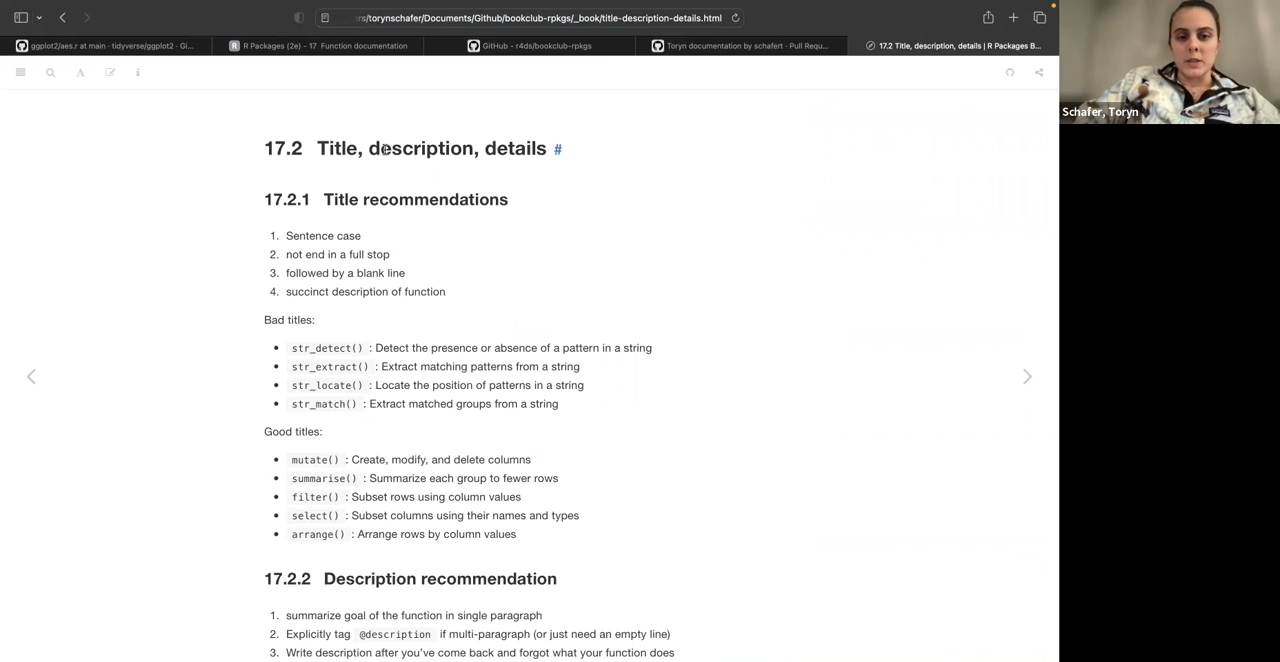 rs/torynschafer/Documents/Github/bookclub-rpkgs/_book/title-description-details.html
ggplot2/aes.r at main · tidyverse/ggplot2 · Gi...
R Packages (2e) - 17 Function documentation
GitHub - r4ds/bookclub-rpkgs
Toryn documentation by schafert · Pull Requ...
17.2 Title, description, details | R Packages B...
Schafer, Toryn
17.2 Title, description, details #
17.2.1 Title recommendations
1. Sentence case
2. not end in a full stop
3. followed by a blank line
4. succinct description of function
Bad titles:
• str_detect() : Detect the presence or absence of a pattern in a string
• str_extract() : Extract matching patterns from a string
• str_locate() : Locate the position of patterns in a string
• str_match() : Extract matched groups from a string
Good titles:
• mutate() : Create, modify, and delete columns
• summarise() : Summarize each group to fewer rows
• filter() : Subset rows using column values
• select() : Subset columns using their names and types
• arrange() : Arrange rows by column values
17.2.2 Description recommendation
1. summarize goal of the function in single paragraph
2. Explicitly tag @description if multi-paragraph (or just need an empty line)
3. Write description after you've come back and forgot what your function does